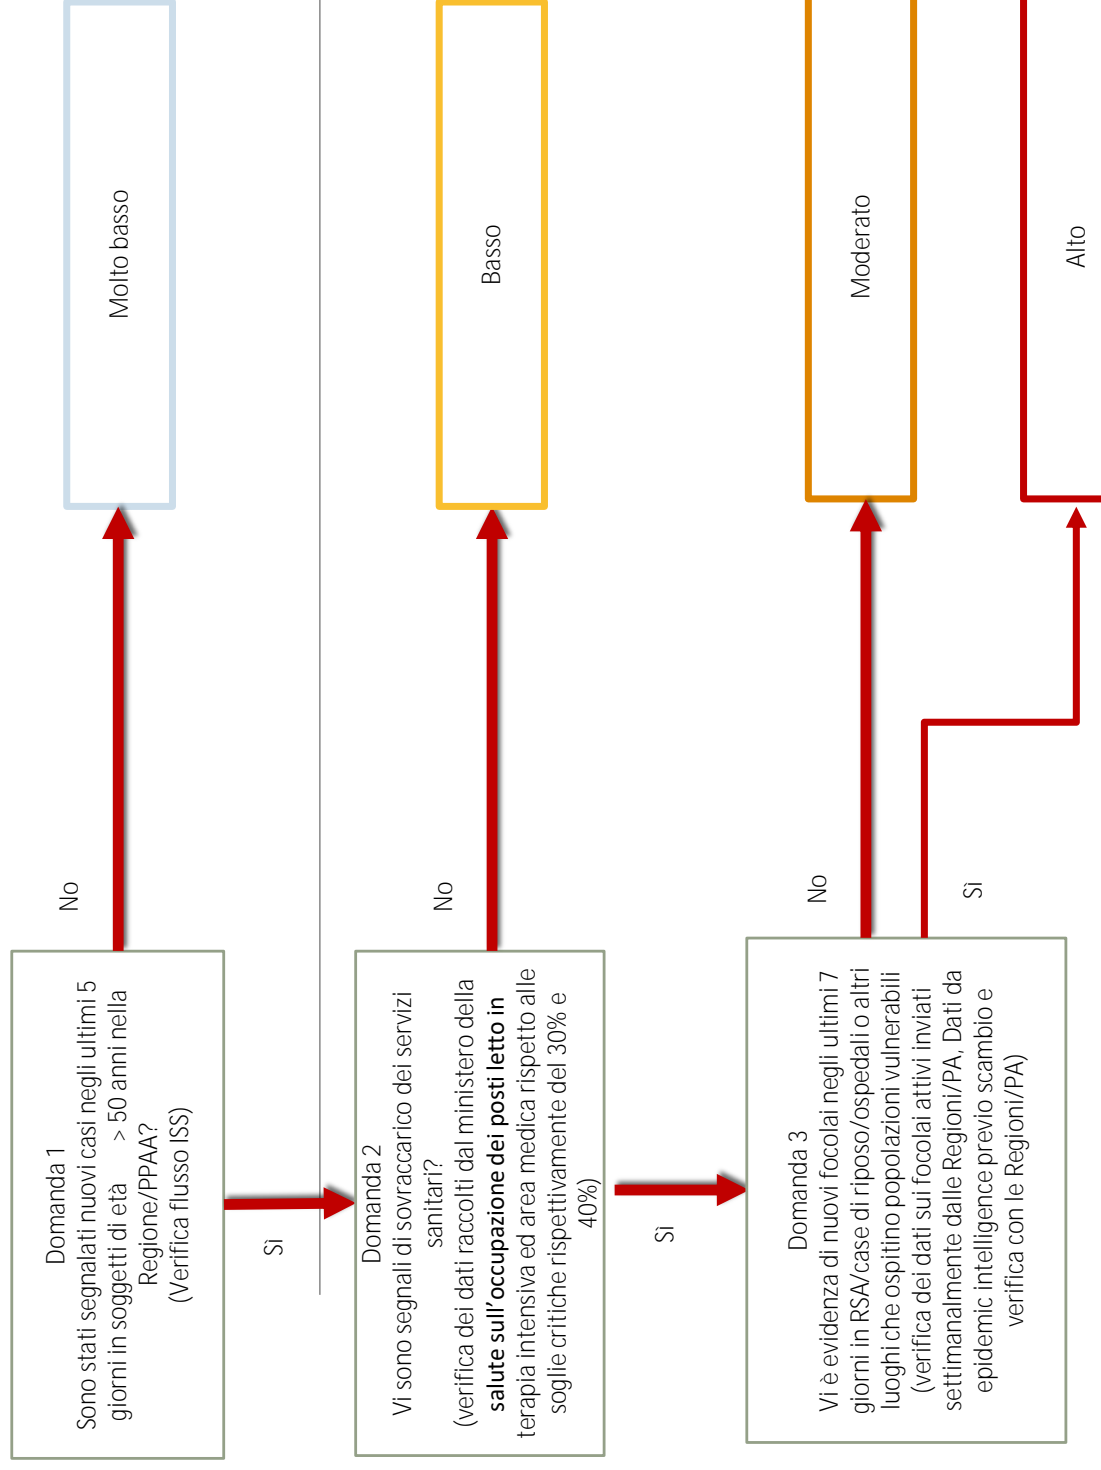 Domanda 1
Sono stati segnalati nuovi casi negli ultimi 5
giorni in soggetti di età > 50 anni nella
Regione/PPAA?
(Verifica flusso ISS)
No
Molto basso
Sì
Domanda 2
Vi sono segnali di sovraccarico dei servizi
sanitari?
(verifica dei dati raccolti dal ministero della
salute sull'occupazione dei posti letto in
terapia intensiva ed area medica rispetto alle
soglie critiche rispettivamente del 30% e
40%)
No
Basso
Sì
Domanda 3
Vi è evidenza di nuovi focolai negli ultimi 7
giorni in RSA/case di riposo/ospedali o altri
luoghi che ospitino popolazioni vulnerabili
(verifica dei dati sui focolai attivi inviati
settimanalmente dalle Regioni/PA, Dati da
epidemic intelligence previo scambio e
verifica con le Regioni/PA)
No
Moderato
Sì
Alto